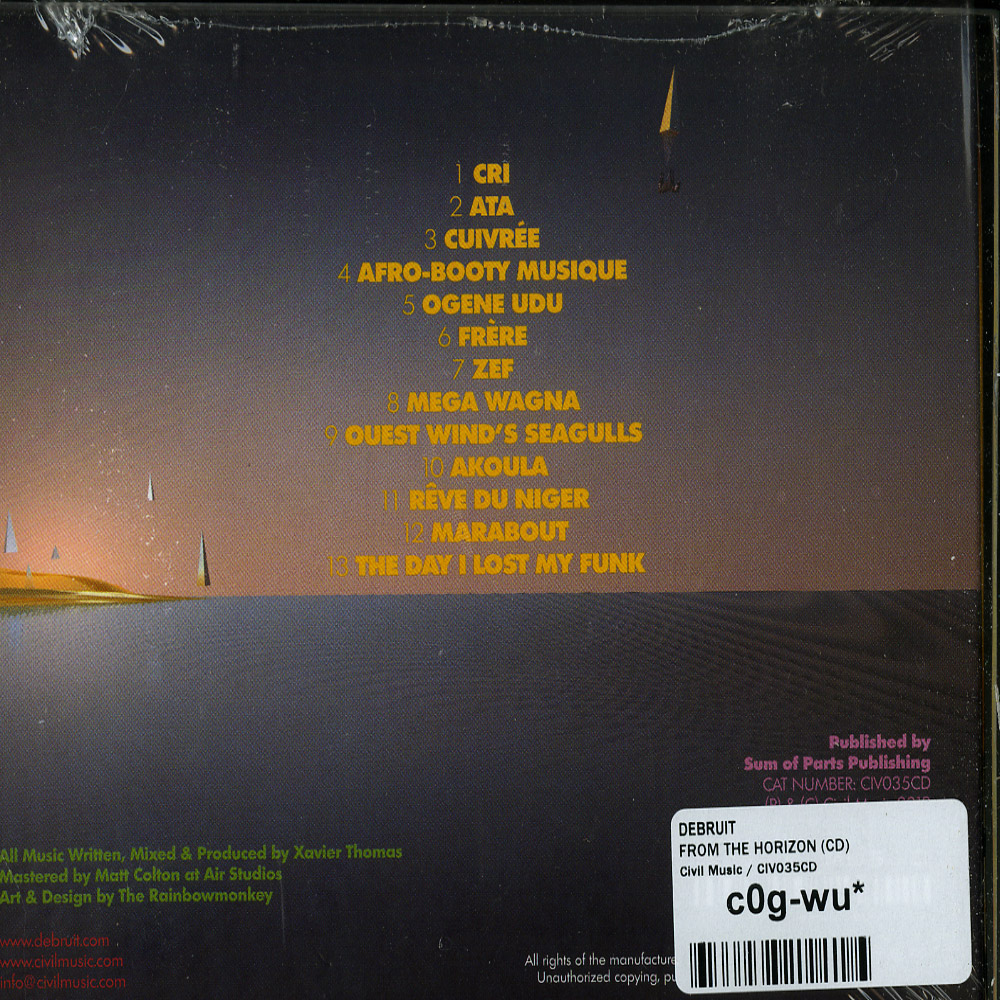 1 CRI
2 ATA
3 CUIVRÉE
4 AFRO-BOOTY MUSIQUE
5 OGENE UDU
6 FRÈRE
7 ZEF
8 MEGA WAGNA
9 OUEST WIND'S SEAGULLS
10 AKOULA
11 RÊVE DU NIGER
12 MARABOUT
13 THE DAY I LOST MY FUNK
Published by
Sum of Parts Publishing
CAT NUMBER: CIV035CD
(P) & (C) Civil Music 2012
DEBRUIT
FROM THE HORIZON (CD)
Civil Music / CIV035CD
c0g-wu*
All Music Written, Mixed & Produced by Xavier Thomas
Mastered by Matt Colton at Air Studios
Art & Design by The Rainbowmonkey
www.debruit.com
www.civilmusic.com
info@civilmusic.com
All rights of the manufacture
Unauthorized copying, pu